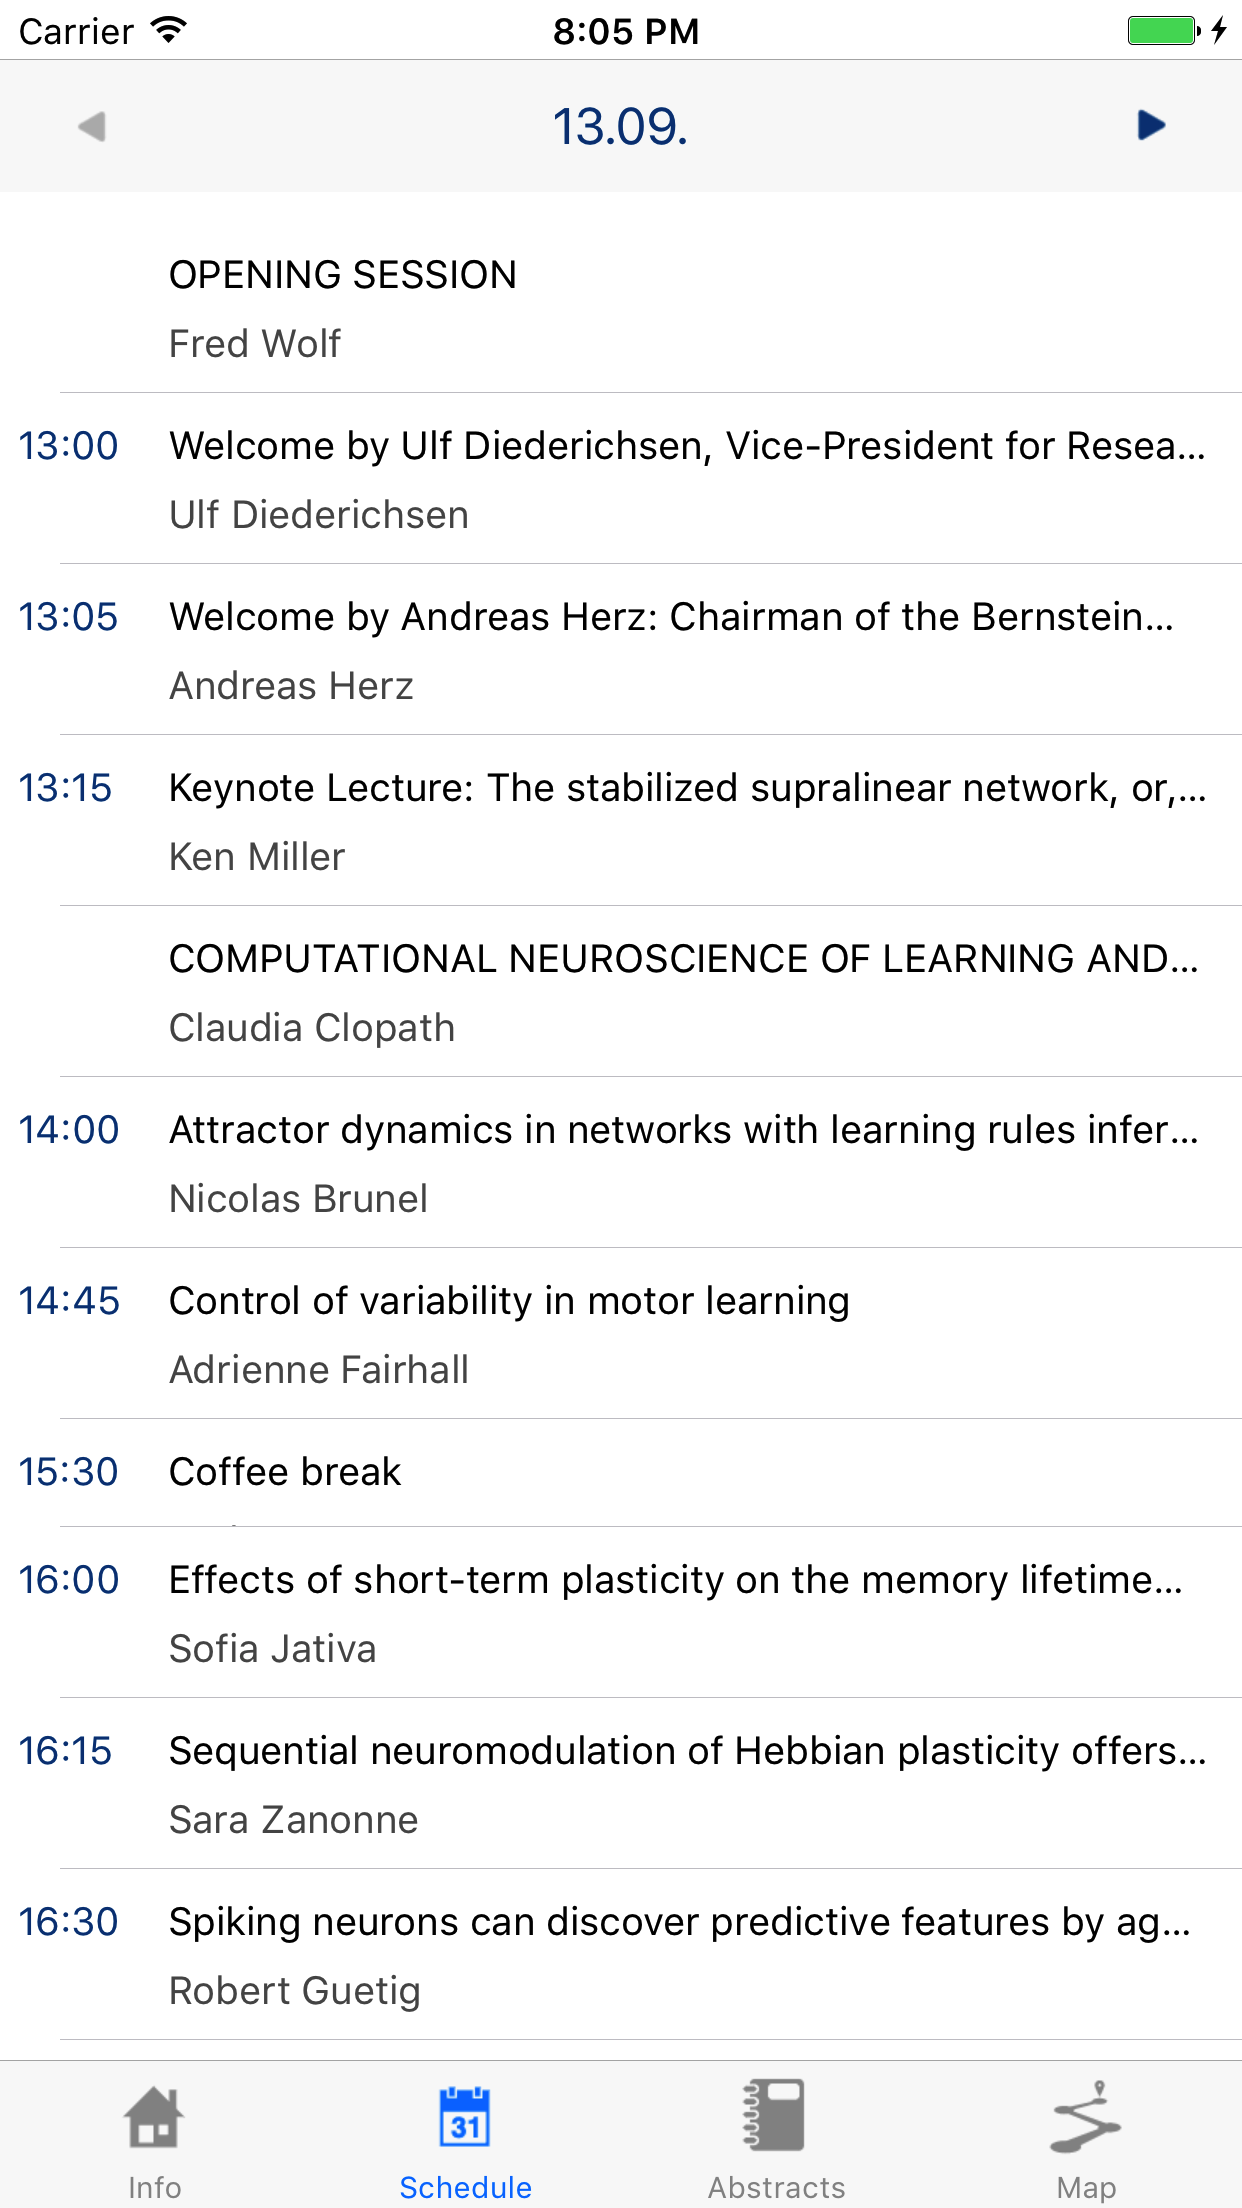 Carrier 8:05 PM
13.09.
OPENING SESSION
Fred Wolf
13:00 Welcome by Ulf Diederichsen, Vice-President for Resea...
Ulf Diederichsen
13:05 Welcome by Andreas Herz: Chairman of the Bernstein...
Andreas Herz
13:15 Keynote Lecture: The stabilized supralinear network, or,...
Ken Miller
COMPUTATIONAL NEUROSCIENCE OF LEARNING AND...
Claudia Clopath
14:00 Attractor dynamics in networks with learning rules infer...
Nicolas Brunel
14:45 Control of variability in motor learning
Adrienne Fairhall
15:30 Coffee break
16:00 Effects of short-term plasticity on the memory lifetime...
Sofia Jativa
16:15 Sequential neuromodulation of Hebbian plasticity offers...
Sara Zanonne
16:30 Spiking neurons can discover predictive features by ag...
Robert Guetig
31
Info Schedule Abstracts Map